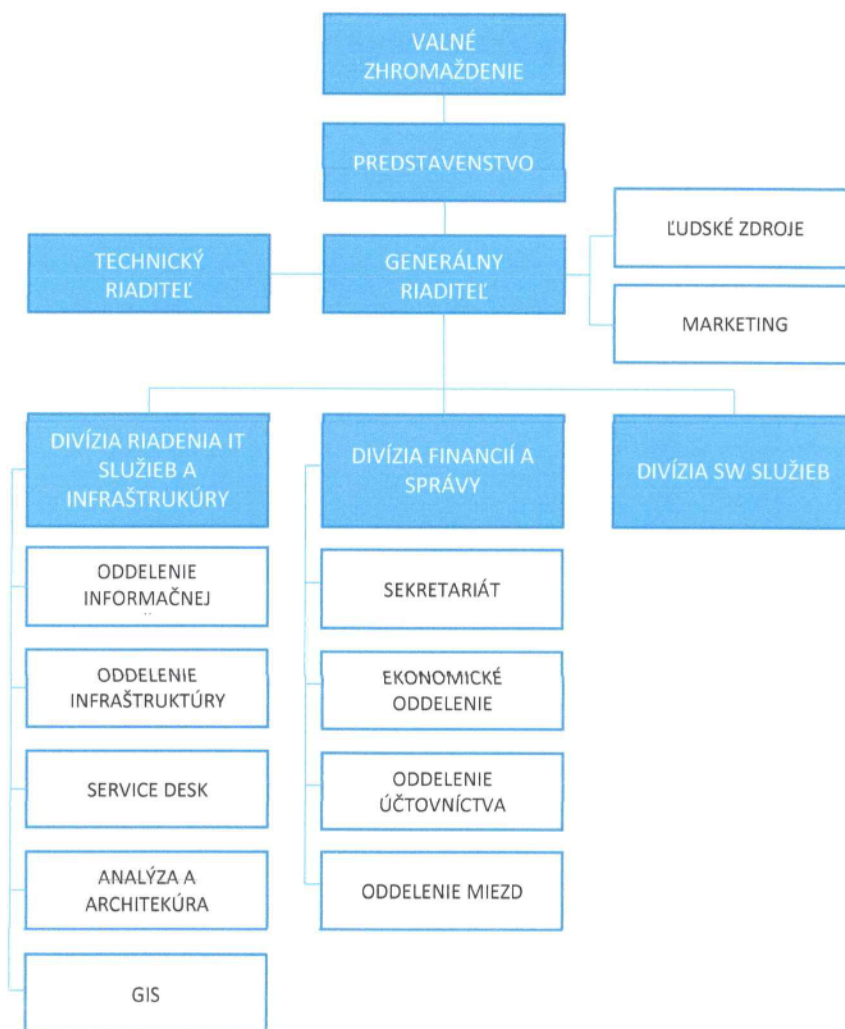 VALNÉ
ZHROMAŽDENIE
PREDSTAVENSTVO
ĽUDSKÉ ZDROJE
TECHNICKÝ
RIADITEĽ
GENERÁLNY
RIADITEĽ
MARKETING
DIVÍZIA RIADENIA IT
SLUŽIEB A
INFRAŠTRUKÚRY
DIVÍZIA FINANCIÍ A
SPRÁVY
DIVÍZIA SW SLUŽIEB
ODDELENIE
INFORMAČNEJ
ODDELENIE
INFRAŠTRUKTÚRY
SERVICE DESK
ANALÝZA A
ARCHITEKÚRA
GIS
SEKRETARIÁT
EKONOMICKÉ
ODDELENIE
ODDELENIE
ÚČTOVNÍCTVA
ODDELENIE MIEZD